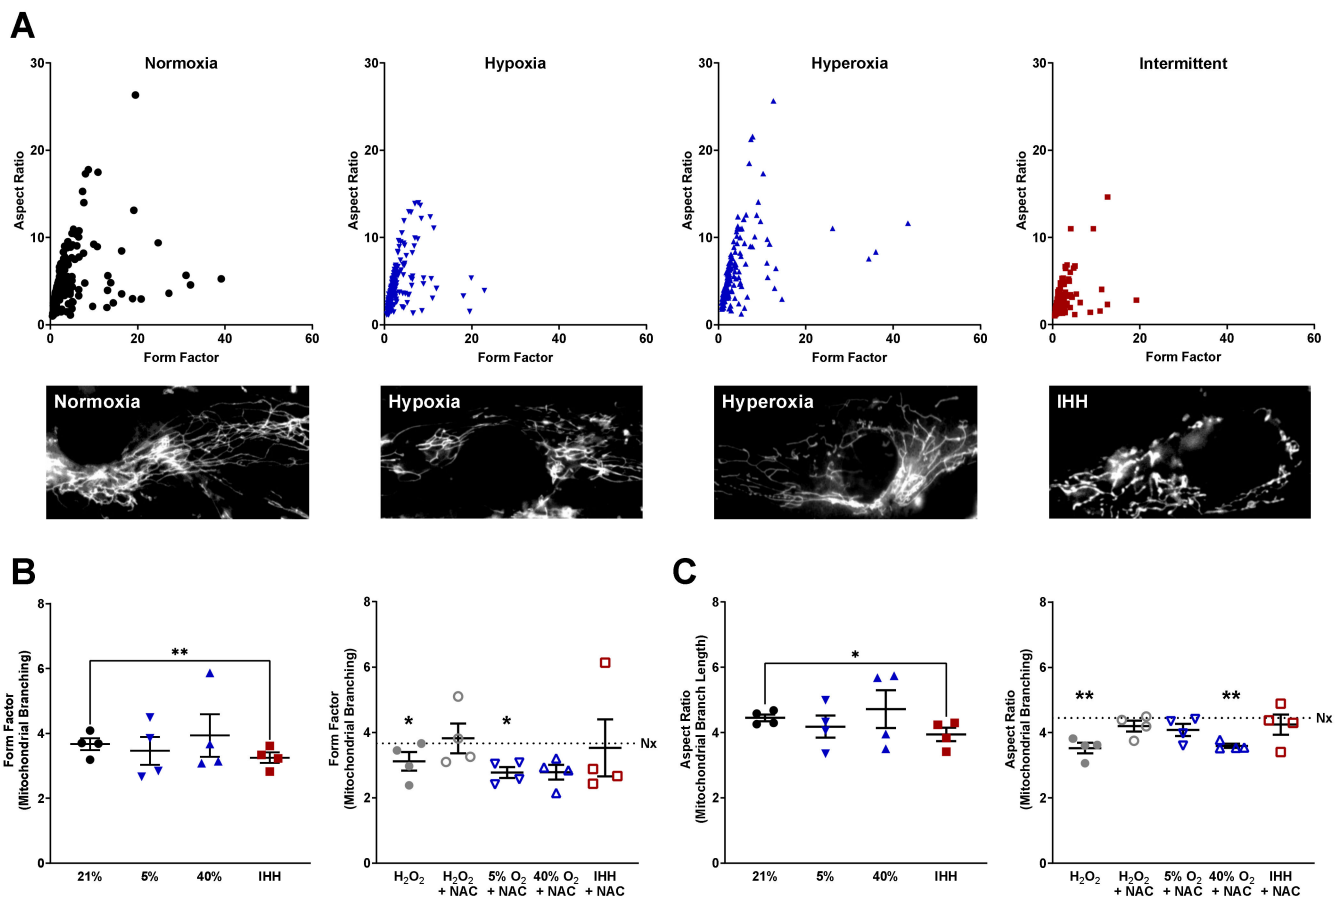 A
Normoxia
Hypoxia
Hyperoxia
Intermittent
30
20
10
0
Aspect Ratio
0 20 40 60
Form Factor
30
20
10
0
Aspect Ratio
0 20 40 60
Form Factor
30
20
10
0
Aspect Ratio
0 20 40 60
Form Factor
30
20
10
0
Aspect Ratio
0 20 40 60
Form Factor
Normoxia
Hypoxia
Hyperoxia
IHH
B
8
6
4
2
0
Form Factor
(Mitochondrial Branching)
**
21% 5% 40% IHH
8
6
4
2
0
Form Factor
(Mitochondrial Branching)
* *
Nx
H₂O₂ H₂O₂ 5% O₂ 40% O₂ IHH
+ NAC + NAC + NAC + NAC
C
8
6
4
2
0
Aspect Ratio
(Mitochondrial Branch Length)
*
21% 5% 40% IHH
8
6
4
2
0
Aspect Ratio
(Mitochondrial Branching)
** **
Nx
H₂O₂ H₂O₂ 5% O₂ 40% O₂ IHH
+ NAC + NAC + NAC + NAC